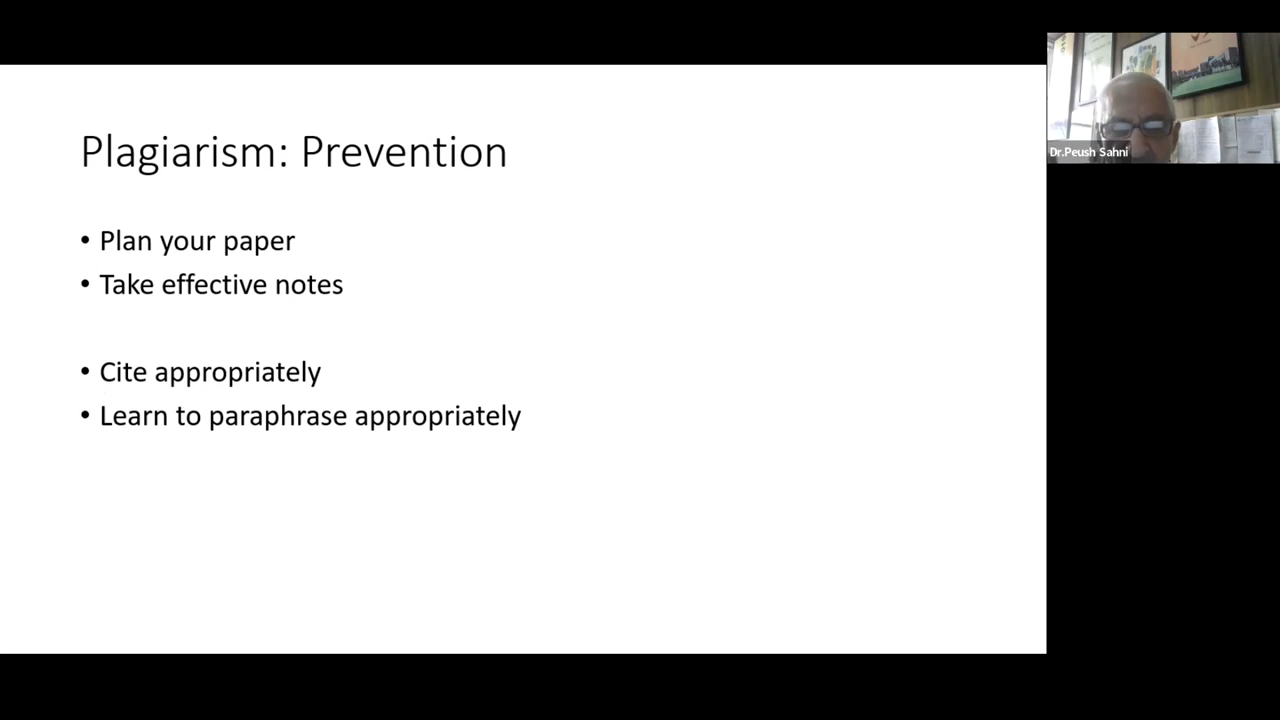 Plagiarism: Prevention
• Plan your paper
• Take effective notes
• Cite appropriately
• Learn to paraphrase appropriately
Dr.Peush Sahni